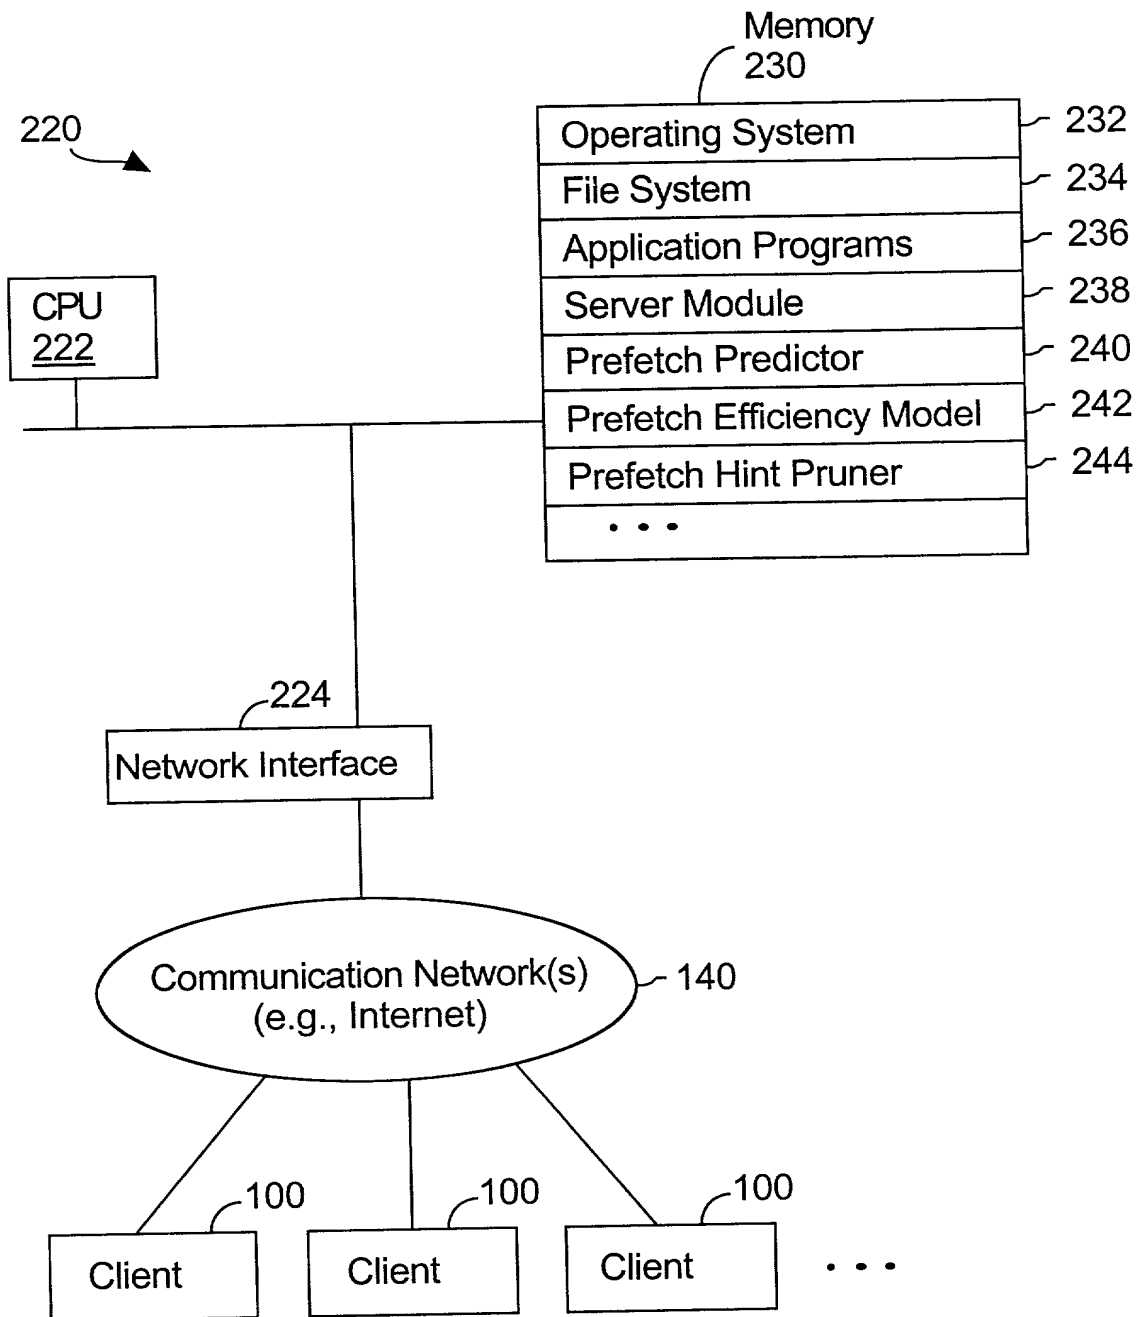 Memory
230
220
Operating System 232
File System 234
Application Programs 236
CPU
222
Server Module 238
Prefetch Predictor 240
Prefetch Efficiency Model 242
Prefetch Hint Pruner 244
• • •
224
Network Interface
Communication Network(s)
(e.g., Internet)
140
100 100 100
Client Client Client • • •